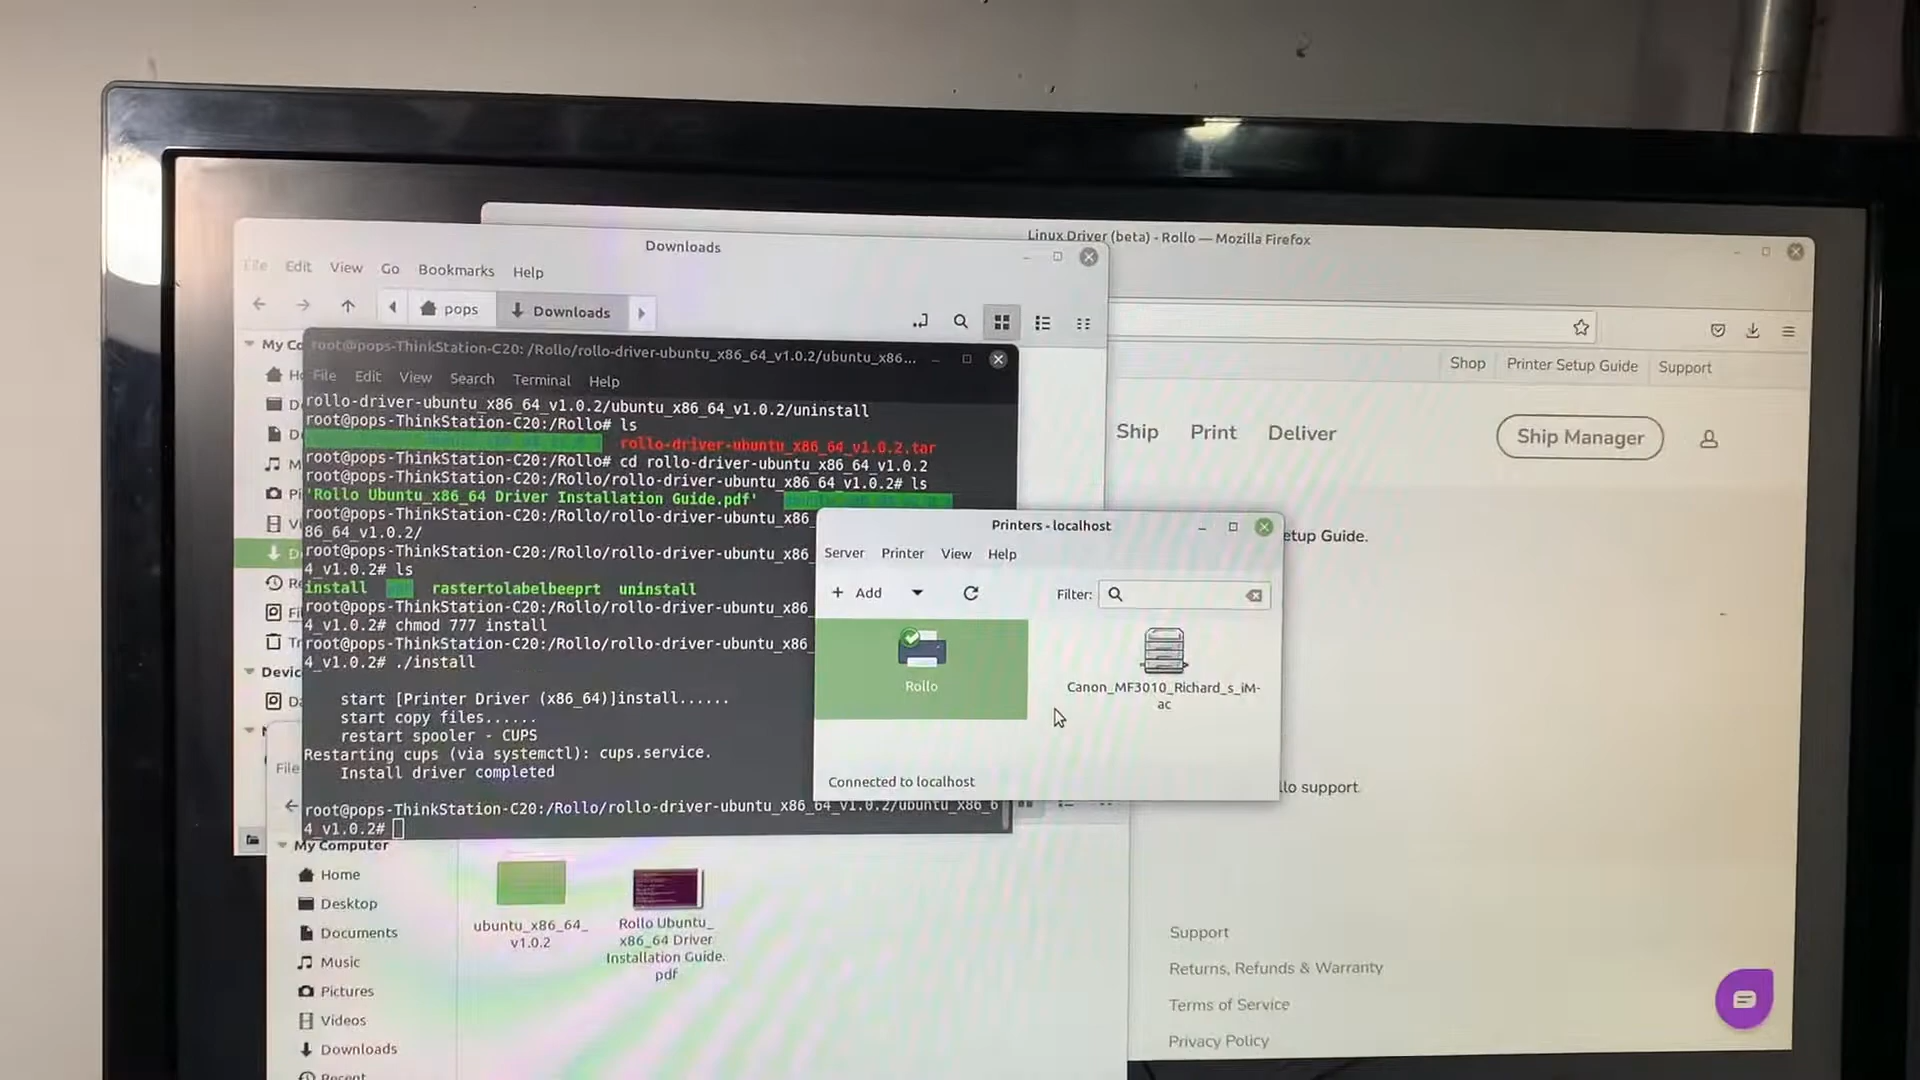 Linux Driver (beta) - Rollo — Mozilla Firefox
Downloads
File Edit View Go Bookmarks Help
pops Downloads
Shop Printer Setup Guide Support
Ship Print Deliver
Ship Manager
etup Guide.
llo support
Support
Returns, Refunds & Warranty
Terms of Service
Privacy Policy
My Co
Devic
root@pops-ThinkStation-C20: /Rollo/rollo-driver-ubuntu_x86_64_v1.0.2/ubuntu_x86...
File Edit View Search Terminal Help
rollo-driver-ubuntu_x86_64_v1.0.2/ubuntu_x86_64_v1.0.2/uninstall
root@pops-ThinkStation-C20:/Rollo# ls
rollo-driver-ubuntu_x86_64_v1.0.2.tar
root@pops-ThinkStation-C20:/Rollo# cd rollo-driver-ubuntu_x86_64_v1.0.2
root@pops-ThinkStation-C20:/Rollo/rollo-driver-ubuntu_x86_64_v1.0.2# ls
'Rollo Ubuntu_x86_64 Driver Installation Guide.pdf'
root@pops-ThinkStation-C20:/Rollo/rollo-driver-ubuntu_x86_
86_64_v1.0.2/
root@pops-ThinkStation-C20:/Rollo/rollo-driver-ubuntu_x86
4_v1.0.2# ls
install rastertolabelbeeprt uninstall
root@pops-ThinkStation-C20:/Rollo/rollo-driver-ubuntu_x86
4_v1.0.2# chmod 777 install
root@pops-ThinkStation-C20:/Rollo/rollo-driver-ubuntu_x86
4_v1.0.2# ./install
start [Printer Driver (x86_64)]install......
start copy files......
restart spooler - CUPS
Restarting cups (via systemctl): cups.service.
Install driver completed
root@pops-ThinkStation-C20:/Rollo/rollo-driver-ubuntu_x86_64_v1.0.2/ubuntu_x86_6
4_v1.0.2#
Printers - localhost
Server Printer View Help
+ Add
Filter:
Rollo
Canon_MF3010_Richard_s_iM-
ac
Connected to localhost
File
My Computer
Home
Desktop
Documents
Music
Pictures
Videos
Downloads
Recent
ubuntu_x86_64_
v1.0.2
Rollo Ubuntu_
x86_64 Driver
Installation Guide.
pdf